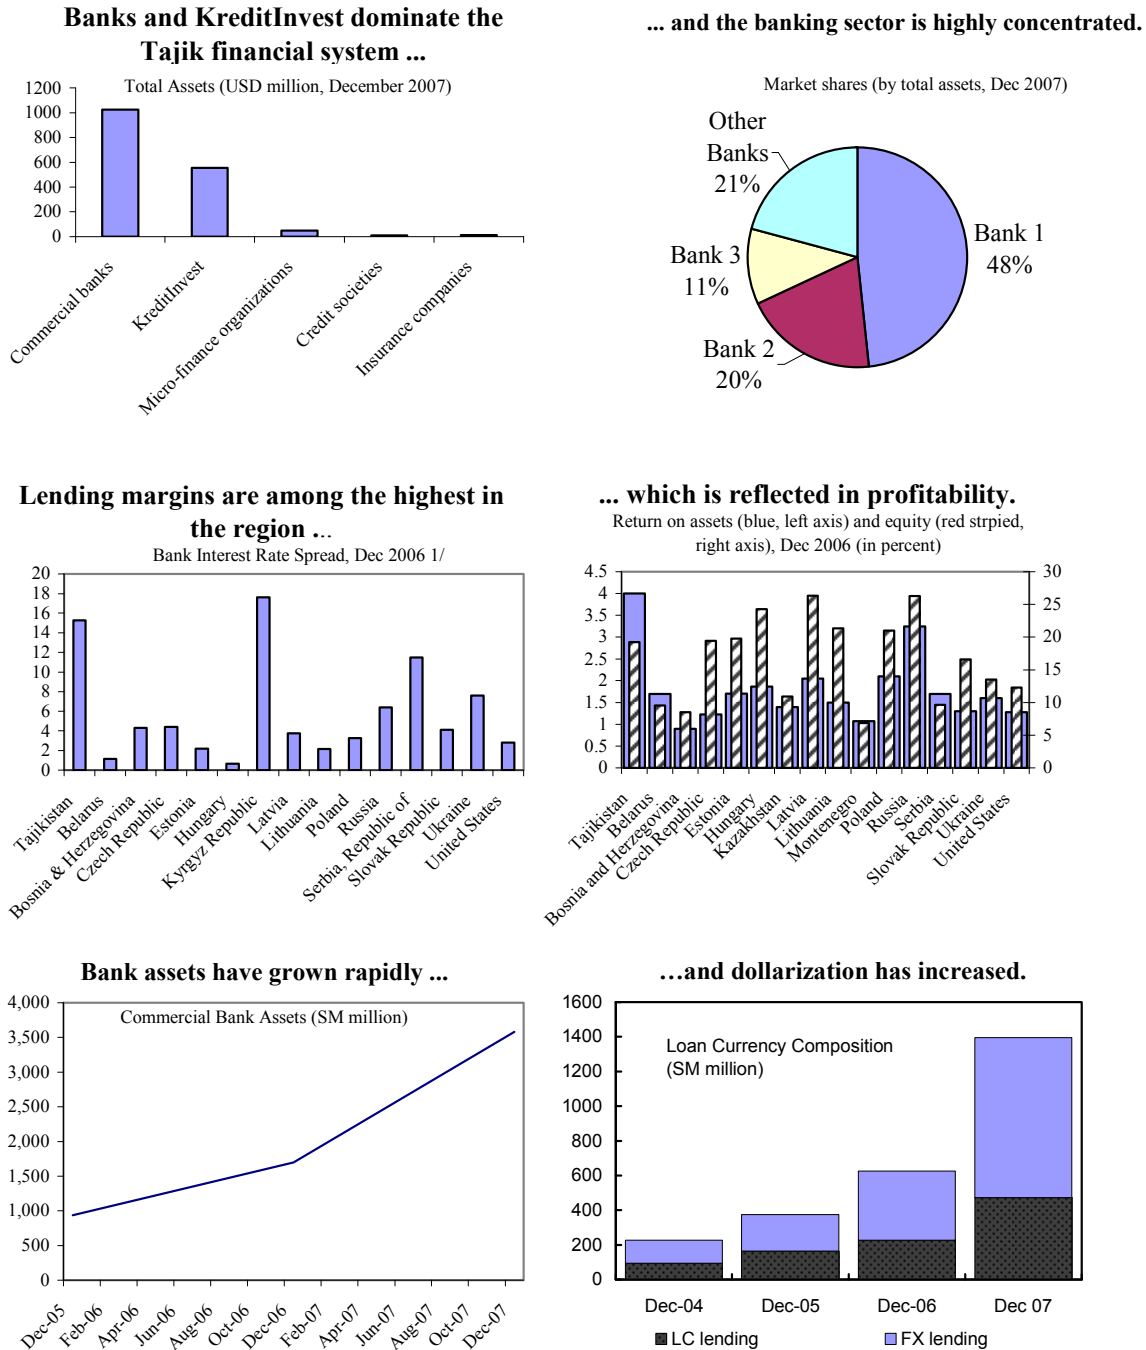 Banks and KreditInvest dominate the
Tajik financial system ...
Total Assets (USD million, December 2007)
1200
1000
800
600
400
200
0
Commercial banks
KreditInvest
Micro-finance organizations
Credit societies
Insurance companies
... and the banking sector is highly concentrated.
Market shares (by total assets, Dec 2007)
Other
Banks
21%
Bank 1
48%
Bank 3
11%
Bank 2
20%
Lending margins are among the highest in
the region ...
Bank Interest Rate Spread, Dec 2006 1/
20
18
16
14
12
10
8
6
4
2
0
Tajikistan
Belarus
Bosnia & Herzegovina
Czech Republic
Estonia
Hungary
Kyrgyz Republic
Latvia
Lithuania
Poland
Russia
Serbia, Republic of
Slovak Republic
Ukraine
United States
... which is reflected in profitability.
Return on assets (blue, left axis) and equity (red strpied,
right axis), Dec 2006 (in percent)
4.5
4
3.5
3
2.5
2
1.5
1
0.5
0
30
25
20
15
10
5
0
Tajikistan
Belarus
Bosnia and Herzegovina
Czech Republic
Estonia
Hungary
Kazakhstan
Latvia
Lithuania
Montenegro
Poland
Russia
Serbia
Slovak Republic
Ukraine
United States
Bank assets have grown rapidly ...
Commercial Bank Assets (SM million)
4,000
3,500
3,000
2,500
2,000
1,500
1,000
500
0
Dec-05
Feb-06
Apr-06
Jun-06
Aug-06
Oct-06
Dec-06
Feb-07
Apr-07
Jun-07
Aug-07
Oct-07
Dec-07
...and dollarization has increased.
Loan Currency Composition
(SM million)
1600
1400
1200
1000
800
600
400
200
0
Dec-04
Dec-05
Dec-06
Dec 07
LC lending
FX lending